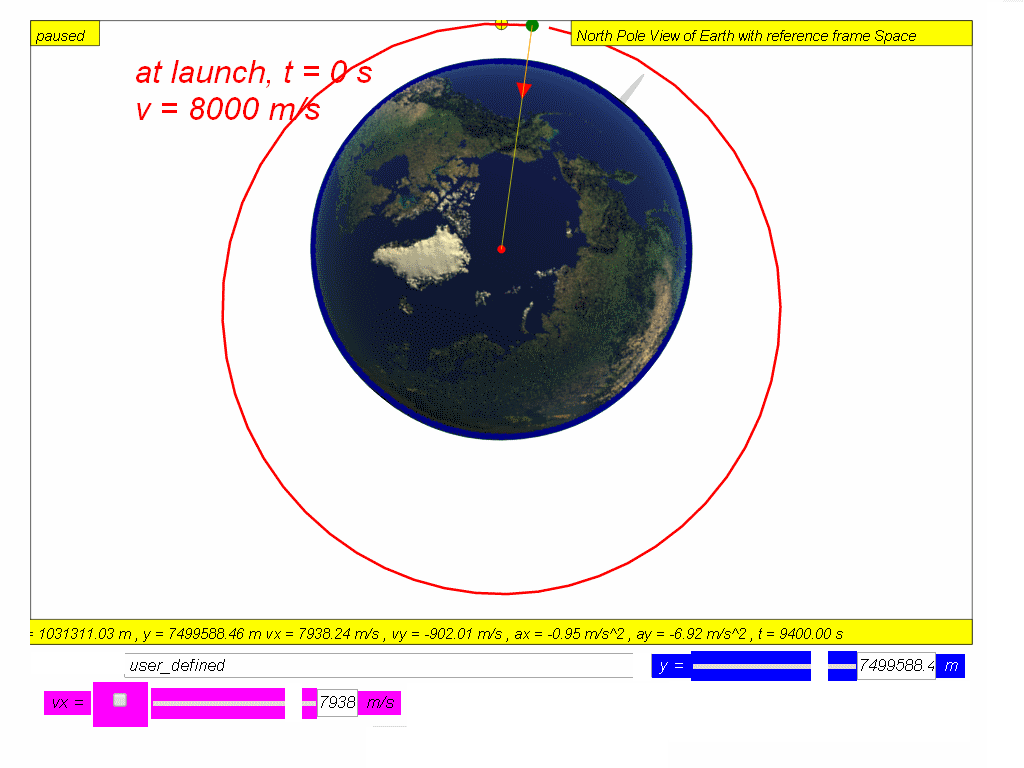 paused
North Pole View of Earth with reference frame Space
at launch, t = 0 s
v = 8000 m/s
= 1031311.03 m , y = 7499588.46 m vx = 7938.24 m/s , vy = -902.01 m/s , ax = -0.95 m/s^2 , ay = -6.92 m/s^2 , t = 9400.00 s
user_defined
y =
7499588.4
m
vx =
7938
m/s